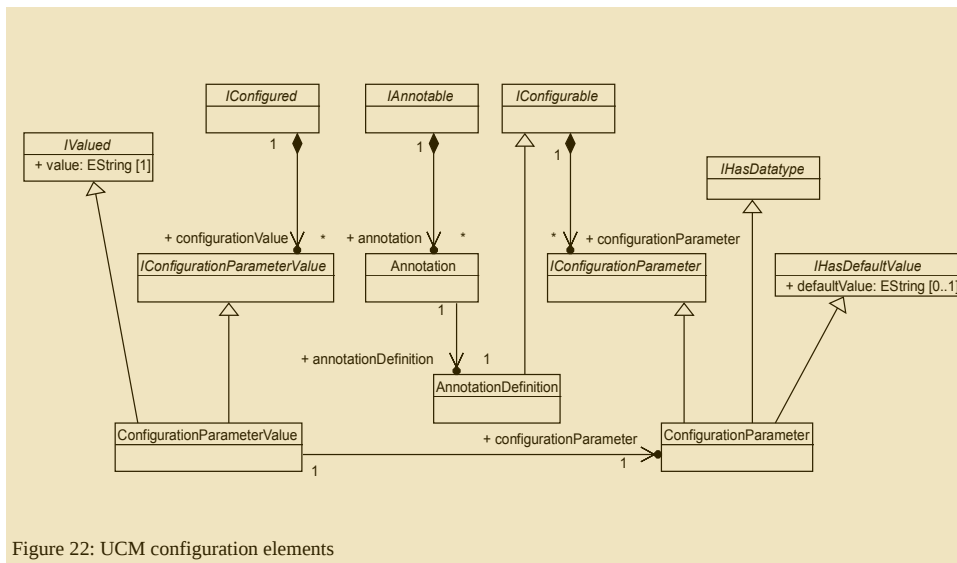 IConfigured
IAnnotable
IConfigurable
1
1
1
IValued
+ value: EString [1]
IHasDatatype
+ configurationValue
*
+ annotation
*
*
+ configurationParameter
IConfigurationParameterValue
Annotation
IConfigurationParameter
IHasDefaultValue
+ defaultValue: EString [0..1]
1
+ annotationDefinition
1
AnnotationDefinition
ConfigurationParameterValue
+ configurationParameter
ConfigurationParameter
1
1
Figure 22: UCM configuration elements